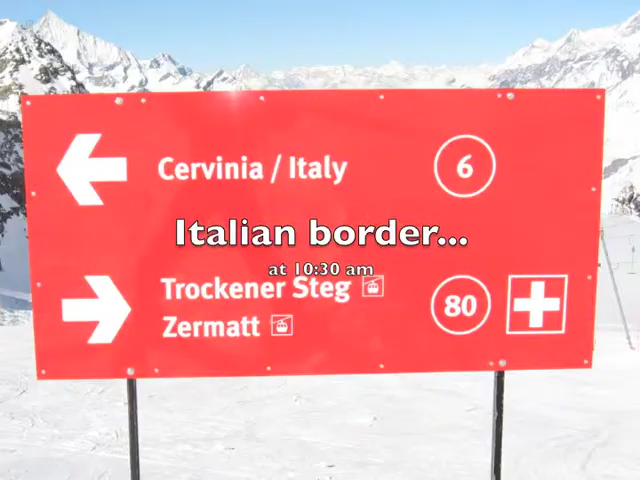 Cervinia / Italy 6
Italian border...
at 10:30 am
Trockener Steg 80
Zermatt